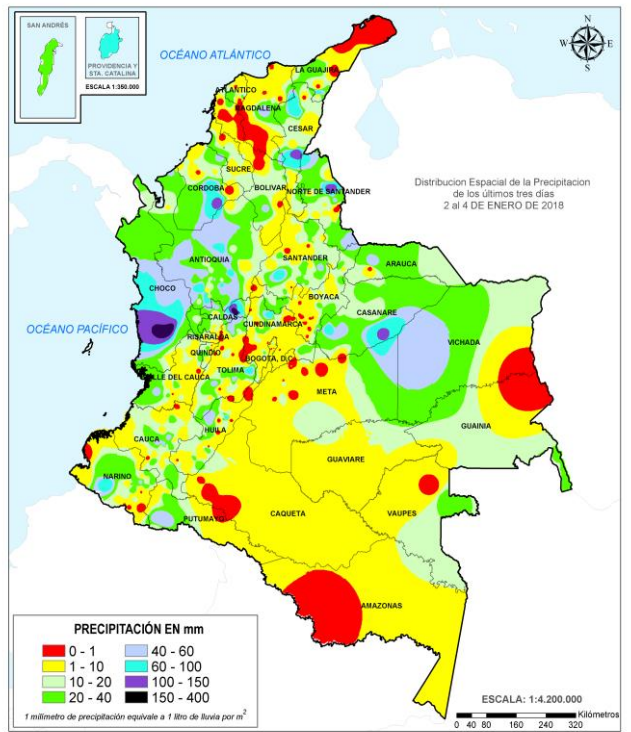 SAN ANDRÉS
PROVIDENCIA Y
STA. CATALINA
ESCALA 1:350.000
OCÉANO ATLÁNTICO
N
W
E
S
LA GUAJIRA
ATLANTICO
MAGDALENA
CESAR
SUCRE
CORDOBA
BOLIVAR
NORTE DE SANTANDER
Distribucion Espacial de la Precipitacion
de los últimos tres días
2 al 4 DE ENERO DE 2018
ANTIOQUIA
SANTANDER
ARAUCA
CHOCO
BOYACA
CASANARE
CALDAS
CUNDINAMARCA
OCÉANO PACÍFICO
RISARALDA
VICHADA
QUINDIO
BOGOTA, D.C.
TOLIMA
VALLE DEL CAUCA
META
GUAINIA
HUILA
CAUCA
GUAVIARE
NARINO
CAQUETA
VAUPES
PUTUMAYO
AMAZONAS
PRECIPITACIÓN EN mm
0 - 1
1 - 10
10 - 20
20 - 40
40 - 60
60 - 100
100 - 150
150 - 400
1 milimetro de precipitación equivale a 1 litro de lluvia por m²
ESCALA: 1:4.200.000
Kilómetros
0 40 80 160 240 320